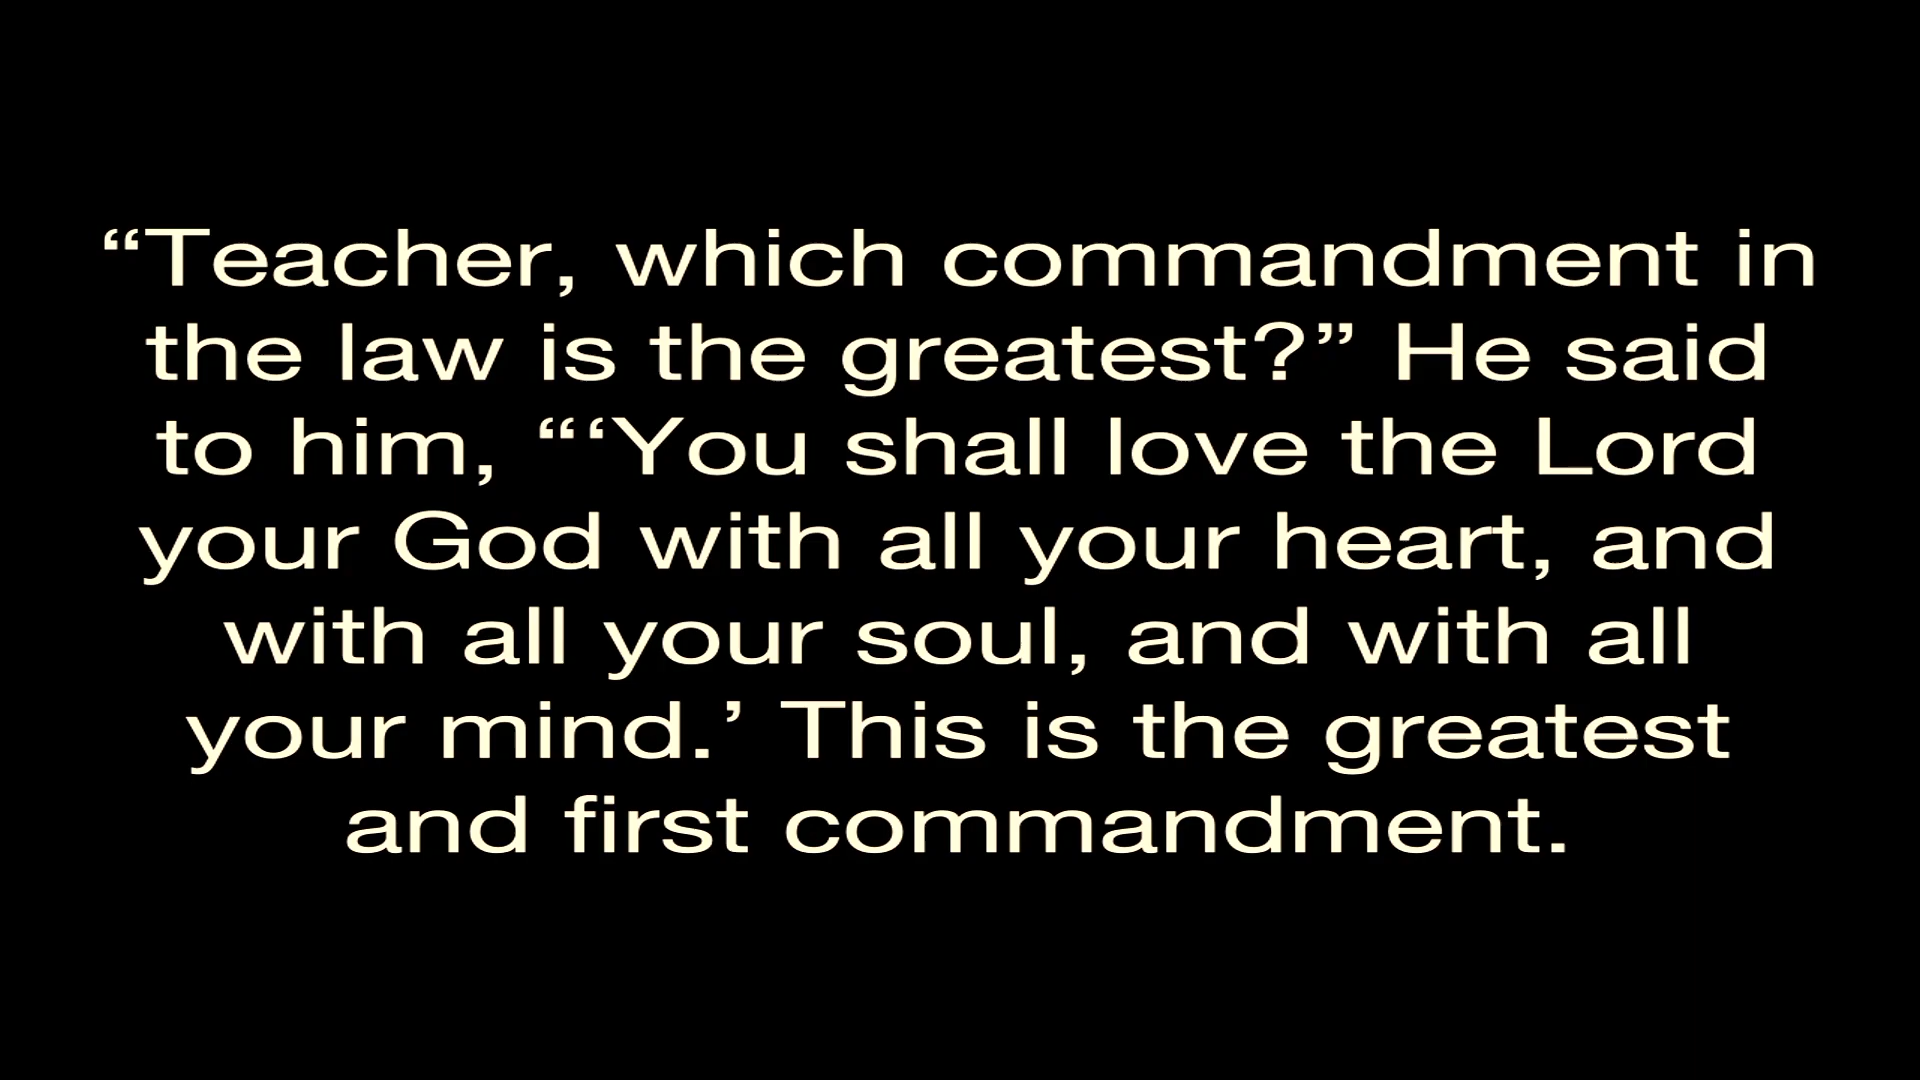 “Teacher, which commandment in
the law is the greatest?” He said
to him, “‘You shall love the Lord
your God with all your heart, and
with all your soul, and with all
your mind.’ This is the greatest
and first commandment.